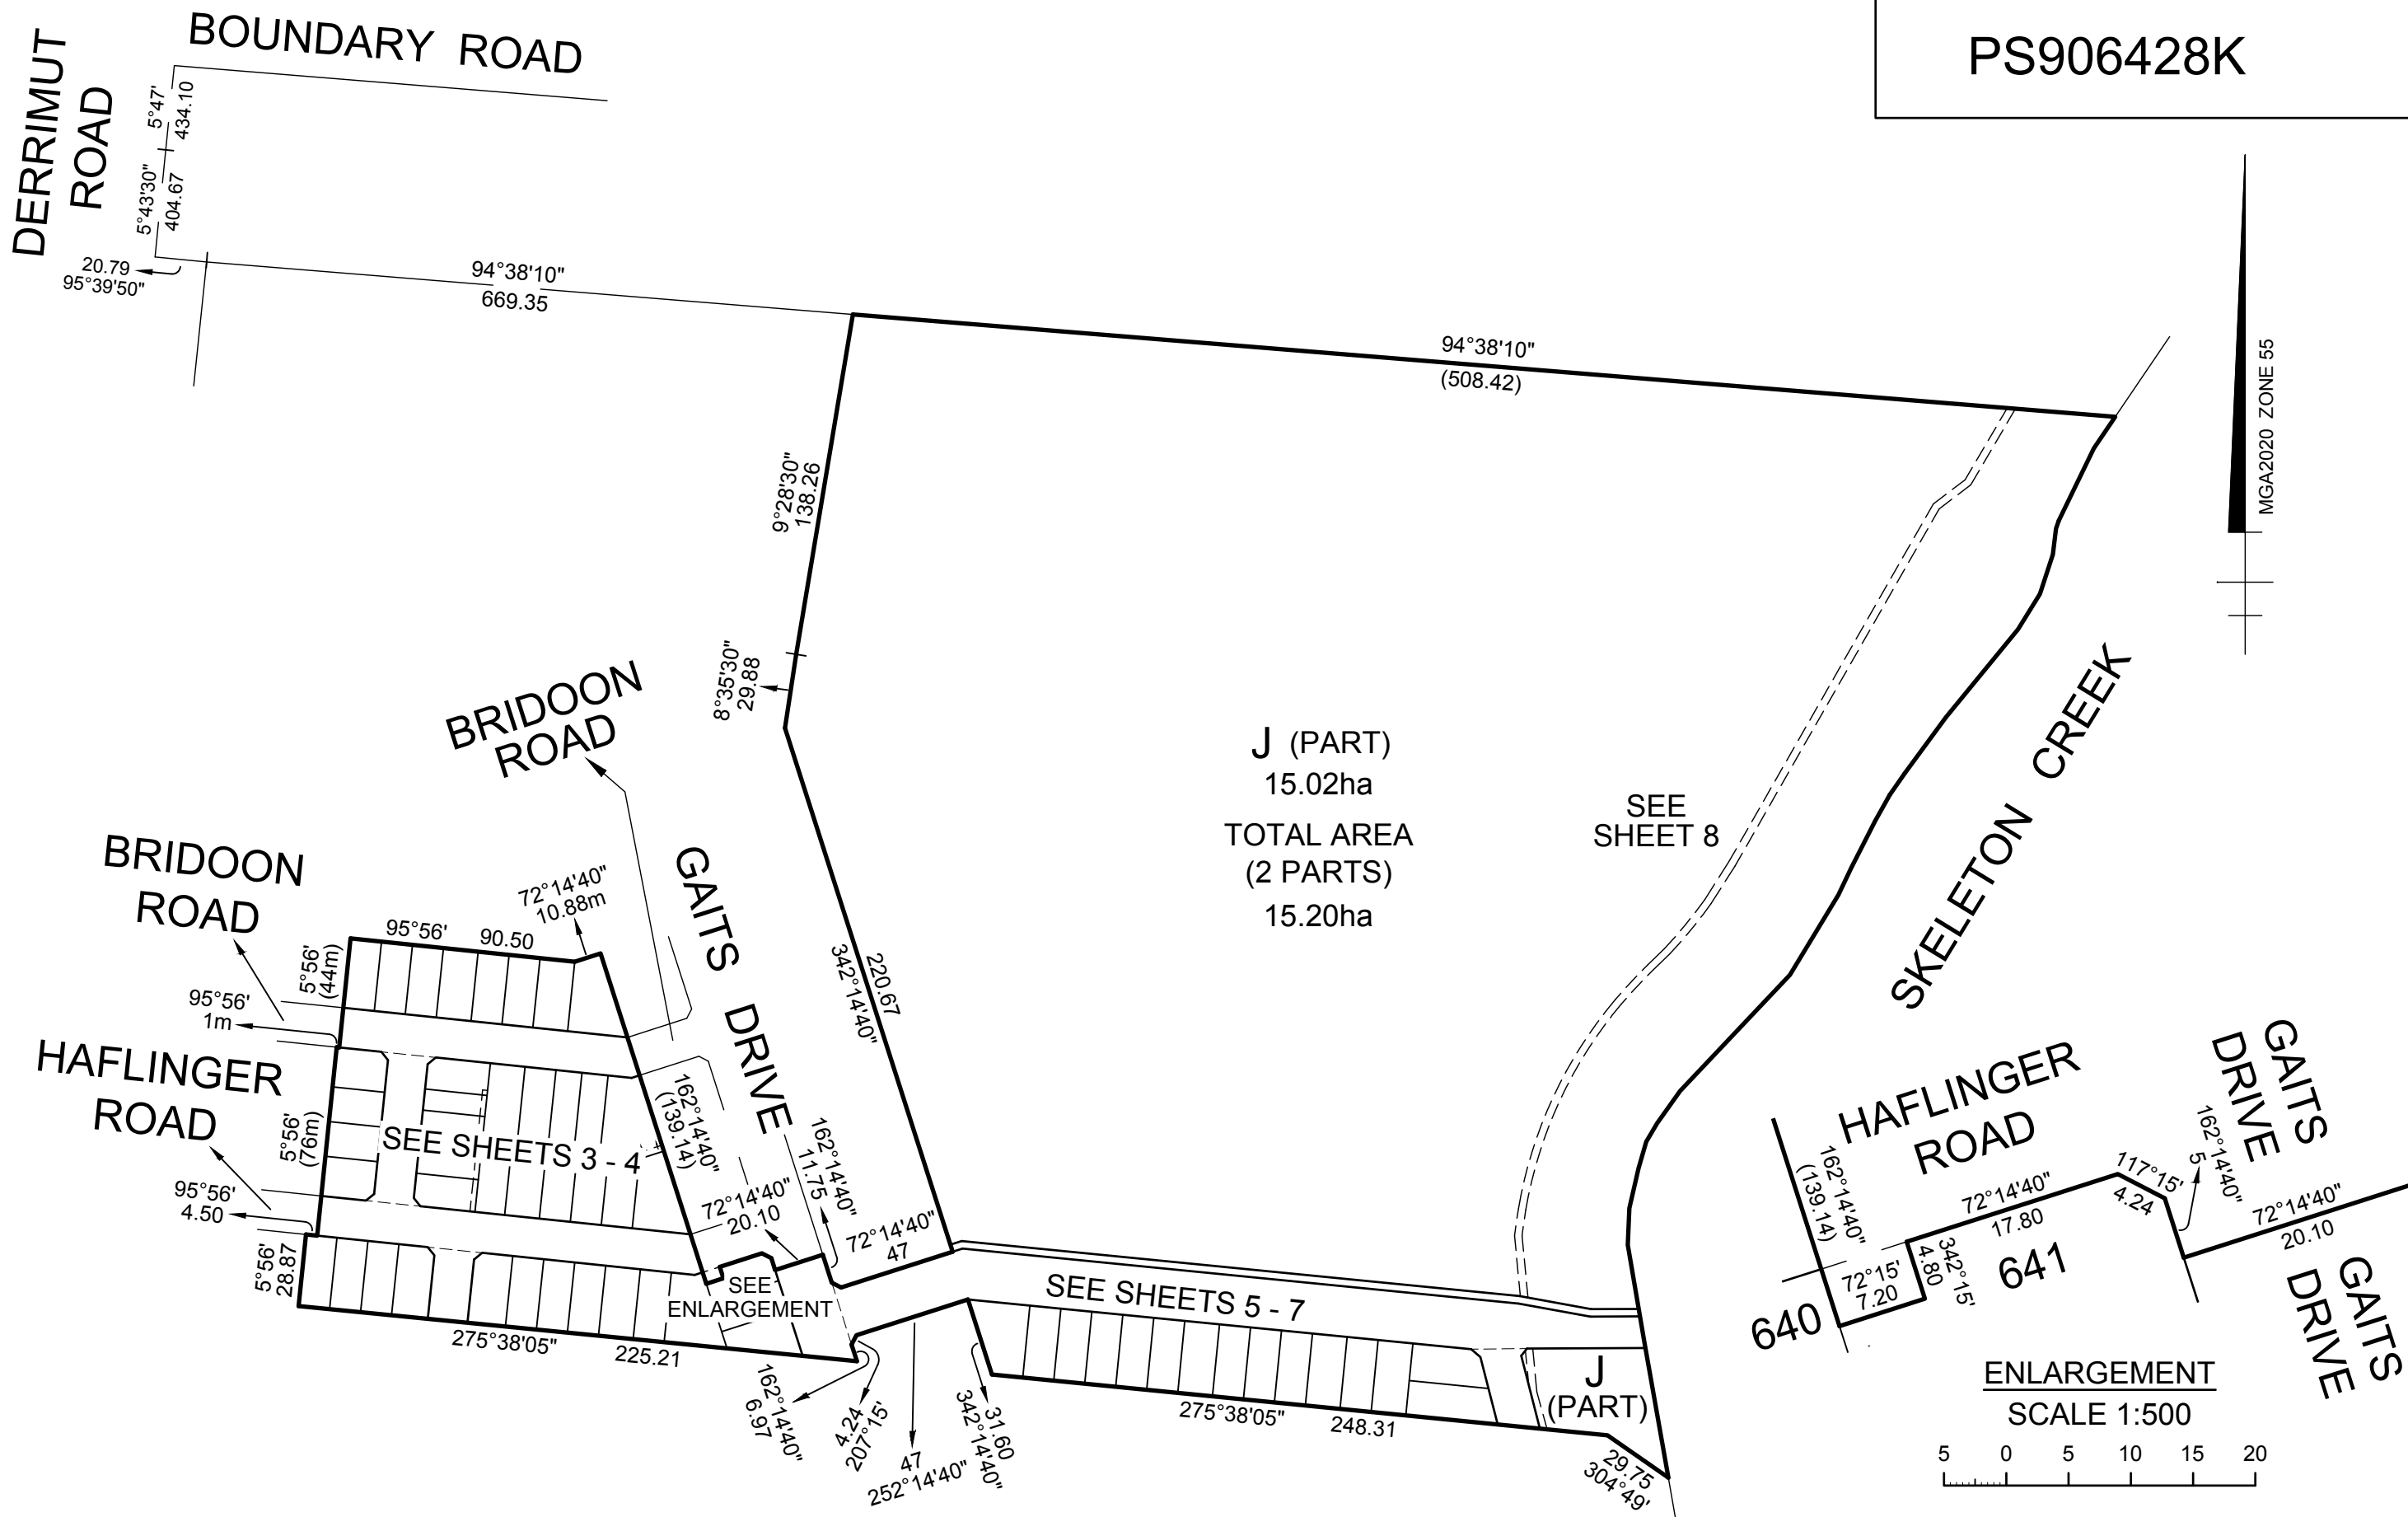 PS906428K
BOUNDARY ROAD
DERRIMUT
ROAD
5°47'
434.10
5°43'30"
404.67
20.79
95°39'50"
94°38'10"
669.35
94°38'10"
(508.42)
MGA2020 ZONE 55
9°28'30"
138.26
8°35'30"
29.88
BRIDOON
ROAD
J (PART)
15.02ha
TOTAL AREA
(2 PARTS)
15.20ha
SEE
SHEET 8
SKELETON CREEK
BRIDOON
ROAD
72°14'40"
10.88m
GAITS DRIVE
95°56' 90.50
5°56'
(44m)
220.67
342°14'40"
95°56'
1m
HAFLINGER
ROAD
5°56'
(76m)
SEE SHEETS 3 - 4
162°14'40"
(139.14)
162°14'40"
11.75
72°14'40"
20.10
72°14'40"
47
95°56'
4.50
5°56'
28.87
SEE
ENLARGEMENT
SEE SHEETS 5 - 7
275°38'05" 225.21
162°14'40"
6.97
4.24
207°15'
47
252°14'40"
31.60
342°14'40"
275°38'05" 248.31
J
(PART)
29.75
304°49'
HAFLINGER
ROAD
GAITS
DRIVE
162°14'40"
(139.14)
72°14'40"
17.80
117°15'
4.24
162°14'40"
5
72°14'40"
20.10
72°15'
7.20
342°15'
4.80
641
640
GAITS
DRIVE
ENLARGEMENT
SCALE 1:500
5 0 5 10 15 20